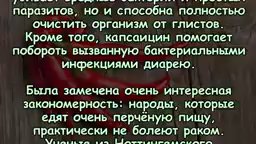 паразитов, но и способна полностью
очистить организм от глистов.
Кроме того, капсаицин помогает
побороть вызванную бактериальными
инфекциями диарею.
Была замечена очень интересная
закономерность: народы, которые
едят очень перчёную пищу,
практически не болеют раком.